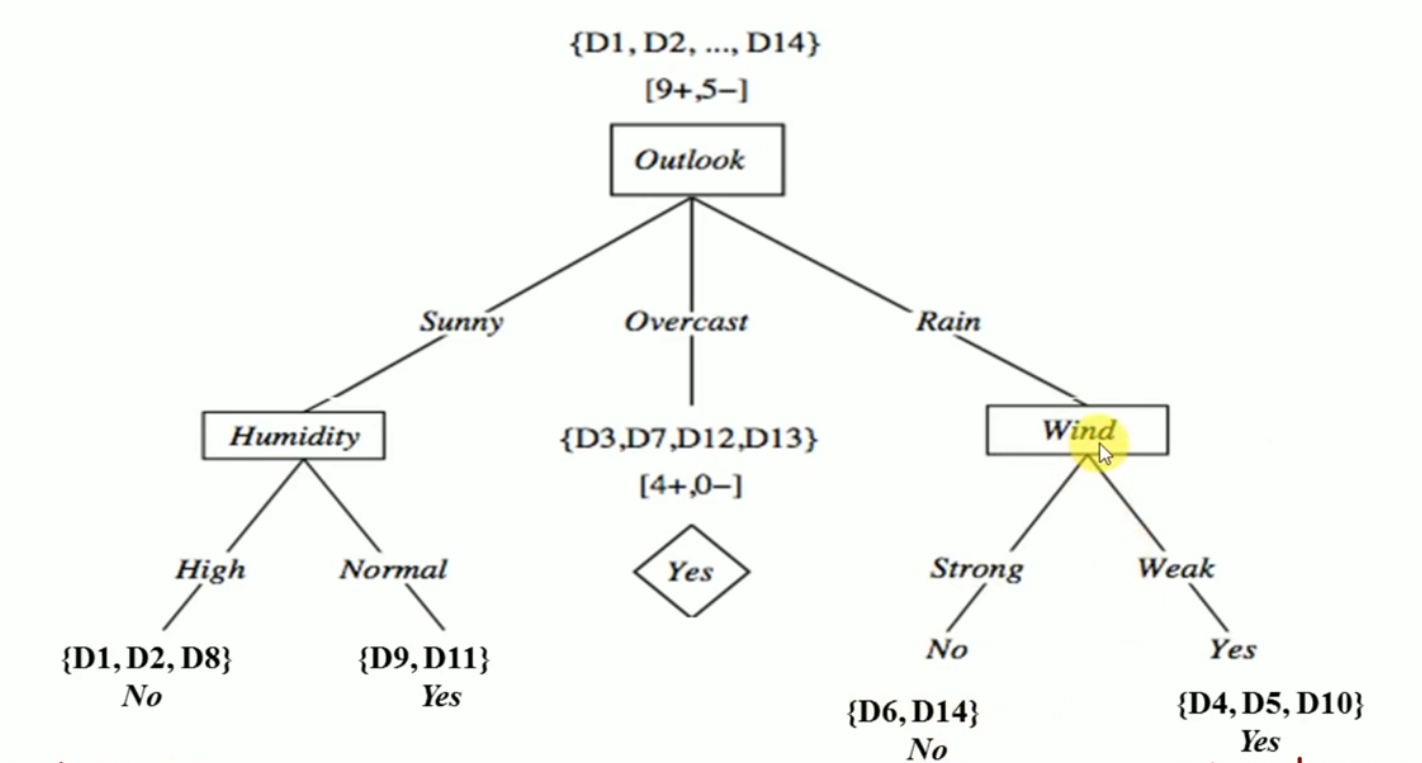 {D1, D2, ..., D14}
[9+,5−]
Outlook
Sunny Overcast Rain
Humidity {D3,D7,D12,D13} Wind
[4+,0−]
High Normal Yes Strong Weak
{D1, D2, D8} {D9, D11} No Yes
No Yes {D6, D14} {D4, D5, D10}
No Yes